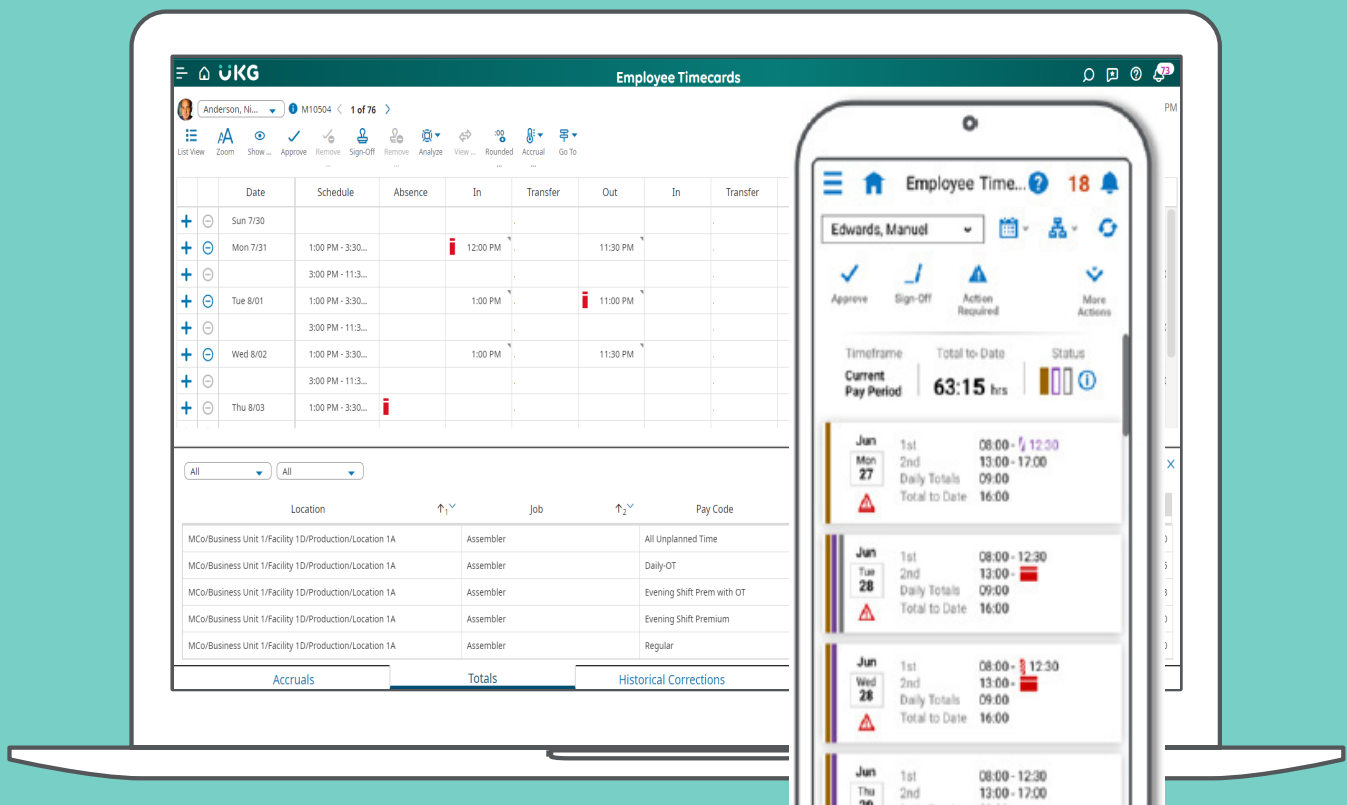 UKG
Employee Timecards
73
Anderson, Ni...
M10504
1 of 76
PM
List View
Zoom
Show ...
Approve
Remove ...
Sign-Off
Remove ...
Analyze
View ...
Rounded ...
Accrual ...
Go To
Date Schedule Absence In Transfer Out In Transfer
Sun 7/30
Mon 7/31 1:00 PM - 3:30... 12:00 PM 11:30 PM
3:00 PM - 11:3...
Tue 8/01 1:00 PM - 3:30... 1:00 PM 11:00 PM
3:00 PM - 11:3...
Wed 8/02 1:00 PM - 3:30... 1:00 PM 11:30 PM
3:00 PM - 11:3...
Thu 8/03 1:00 PM - 3:30...
All All
Location 1 Job 2 Pay Code
MCo/Business Unit 1/Facility 1D/Production/Location 1A Assembler All Unplanned Time
MCo/Business Unit 1/Facility 1D/Production/Location 1A Assembler Daily-OT
MCo/Business Unit 1/Facility 1D/Production/Location 1A Assembler Evening Shift Prem with OT
MCo/Business Unit 1/Facility 1D/Production/Location 1A Assembler Evening Shift Premium
MCo/Business Unit 1/Facility 1D/Production/Location 1A Assembler Regular
Accruals Totals Historical Corrections
Employee Time... 18
Edwards, Manuel
Approve
Sign-Off
Action Required
More Actions
Timeframe Total to Date Status
Current Pay Period
63:15 hrs
Jun Mon 27
1st 08:00 - 12:30
2nd 13:00 - 17:00
Daily Totals 09:00
Total to Date 16:00
Jun Tue 28
1st 08:00 - 12:30
2nd 13:00 -
Daily Totals 09:00
Total to Date 16:00
Jun Wed 28
1st 08:00 - 12:30
2nd 13:00 -
Daily Totals 09:00
Total to Date 16:00
Jun Thu
1st 08:00 - 12:30
2nd 13:00 - 17:00